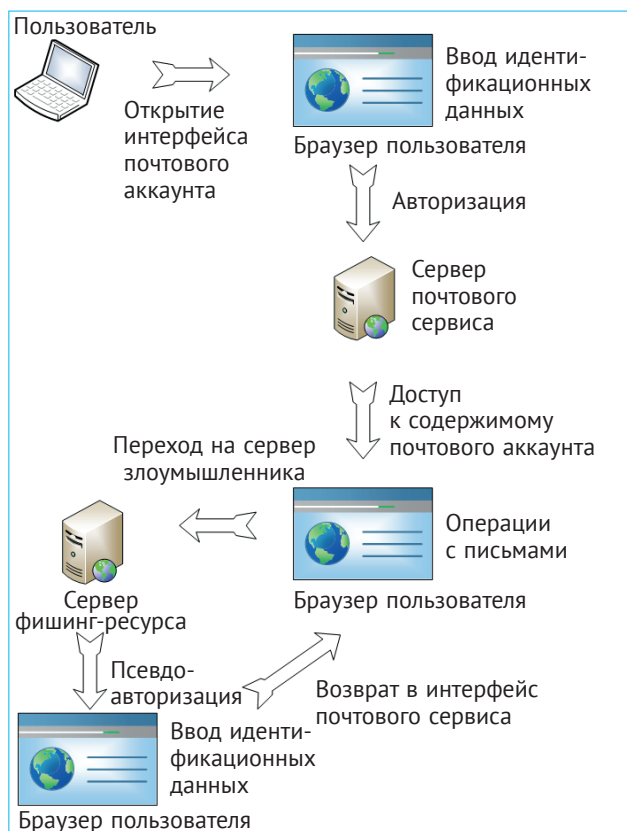 Пользователь
Открытие
интерфейса
почтового
аккаунта
Ввод иденти-
фикационных
данных
Браузер пользователя
Авторизация
Сервер
почтового
сервиса
Доступ
к содержимому
почтового аккаунта
Переход на сервер
злоумышленника
Операции
с письмами
Браузер пользователя
Сервер
фишинг-ресурса
Псевдо-
авторизация
Возврат в интерфейс
почтового сервиса
Ввод иденти-
фикационных
данных
Браузер пользователя